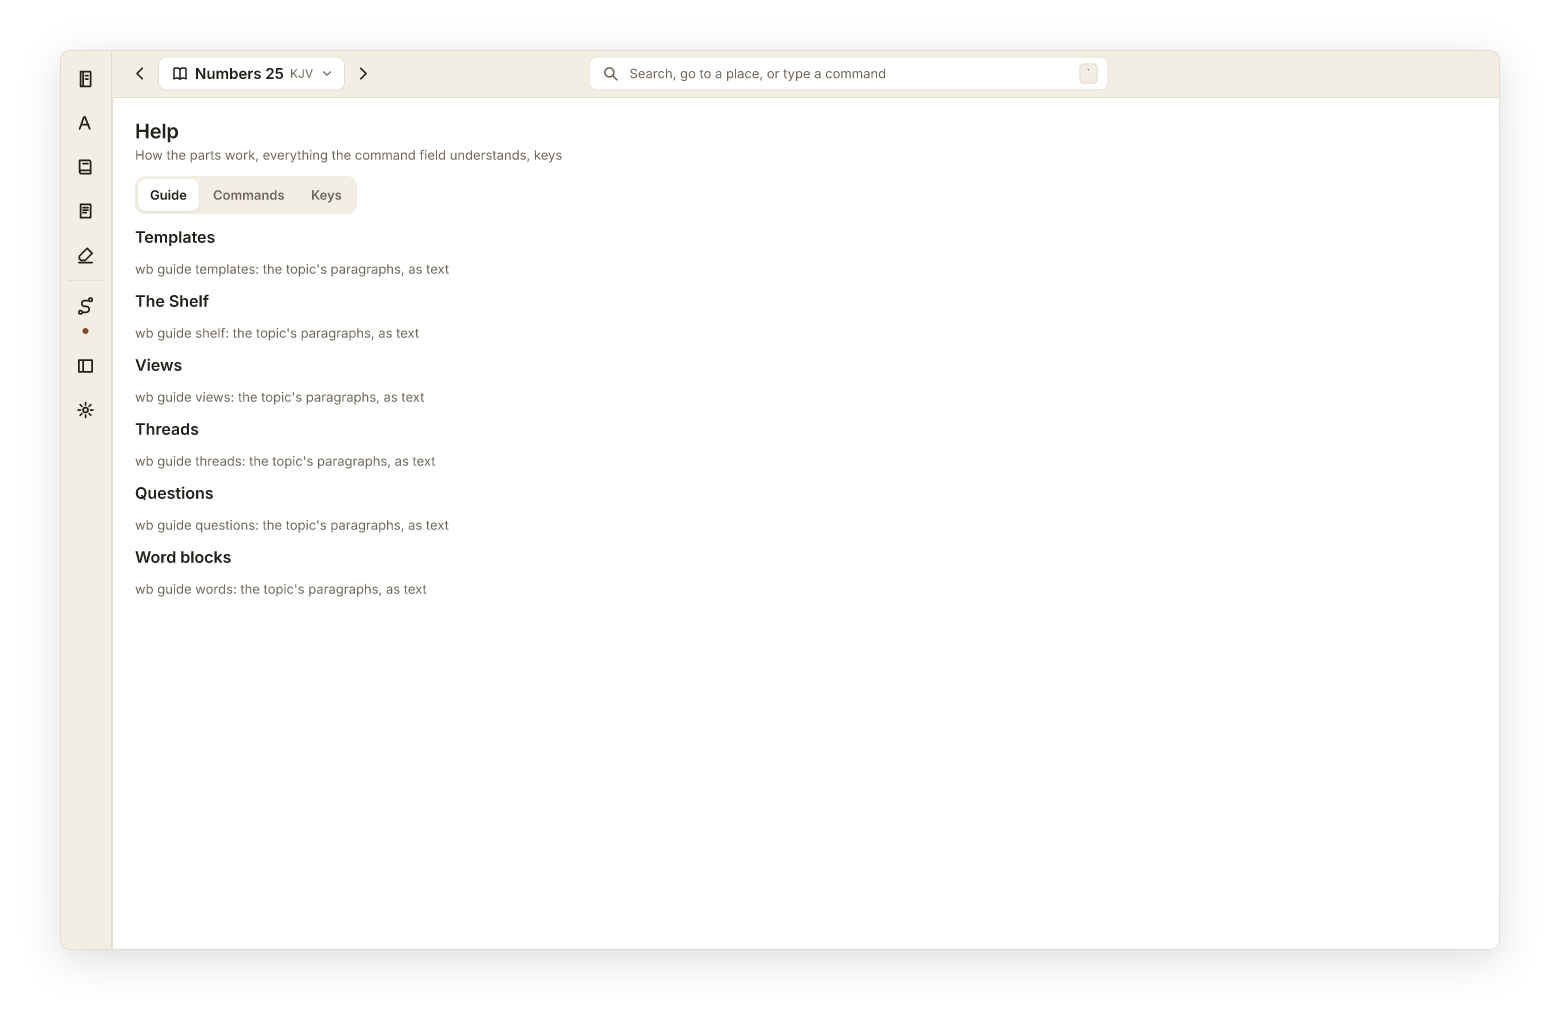 Numbers 25 KJV
Search, go to a place, or type a command
Help
How the parts work, everything the command field understands, keys
Guide Commands Keys
Templates
wb guide templates: the topic's paragraphs, as text
The Shelf
wb guide shelf: the topic's paragraphs, as text
Views
wb guide views: the topic's paragraphs, as text
Threads
wb guide threads: the topic's paragraphs, as text
Questions
wb guide questions: the topic's paragraphs, as text
Word blocks
wb guide words: the topic's paragraphs, as text